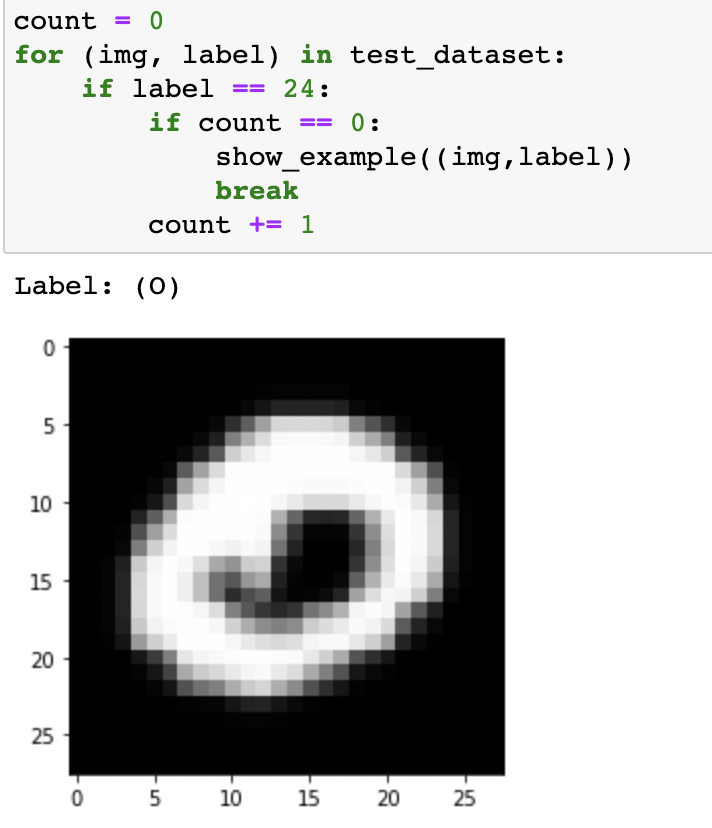 count = 0
for (img, label) in test_dataset:
    if label == 24:
        if count == 0:
            show_example((img,label))
            break
        count += 1
Label: (O)
0
5
10
15
20
25
0 5 10 15 20 25